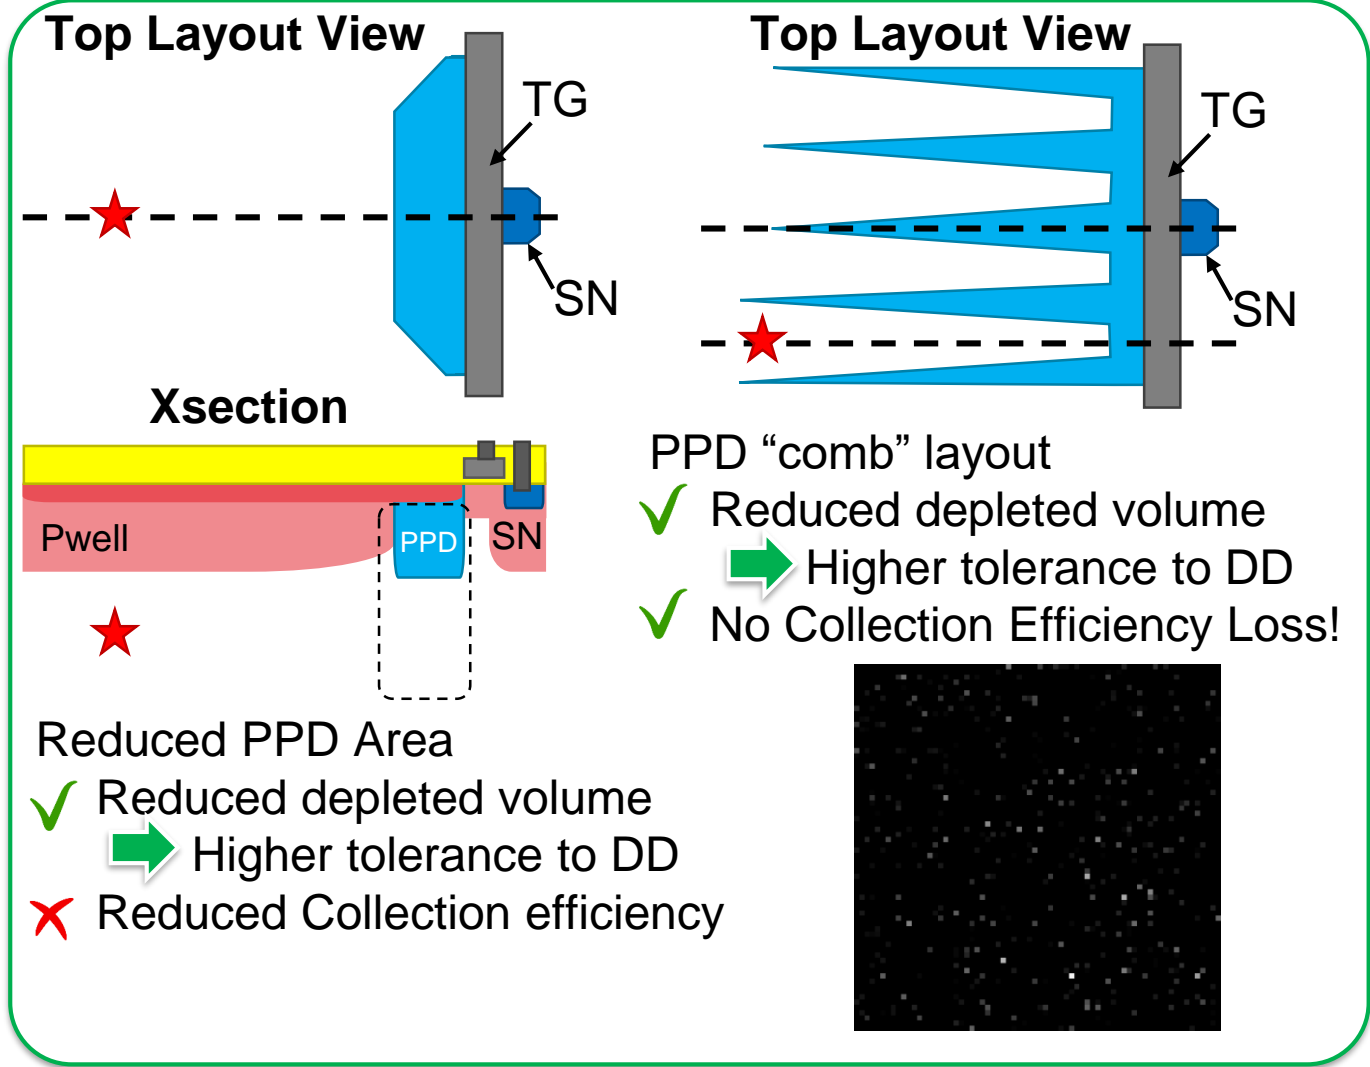 Top Layout View
TG
SN
Xsection
Pwell
PPD
SN
Reduced PPD Area
Reduced depleted volume
Higher tolerance to DD
Reduced Collection efficiency
Top Layout View
TG
SN
PPD “comb” layout
Reduced depleted volume
Higher tolerance to DD
No Collection Efficiency Loss!